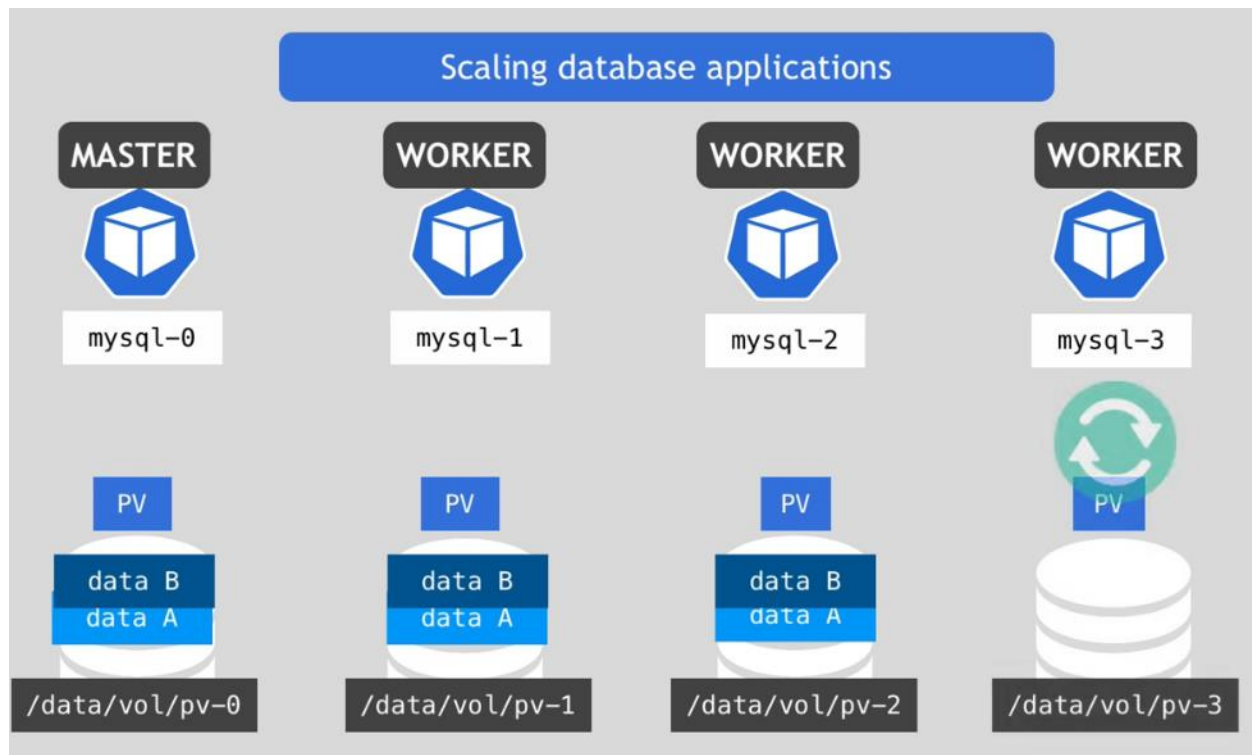 Scaling database applications
MASTER
WORKER
WORKER
WORKER
mysql-0
mysql-1
mysql-2
mysql-3
PV
PV
PV
PV
data B
data B
data B
data A
data A
data A
/data/vol/pv-0
/data/vol/pv-1
/data/vol/pv-2
/data/vol/pv-3